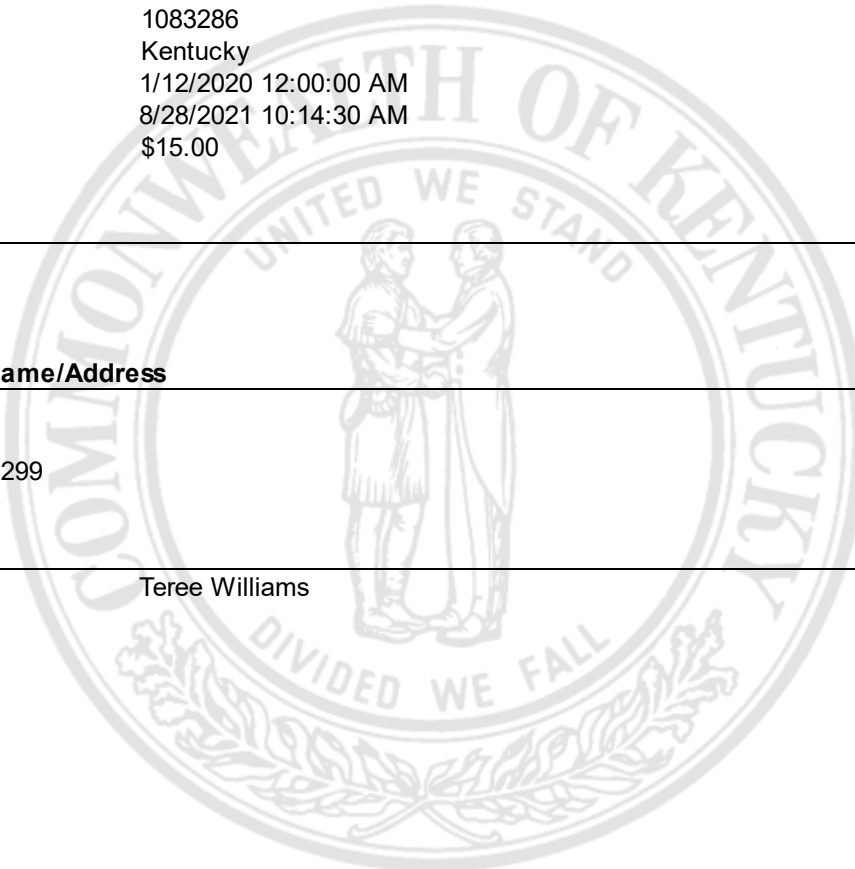 1083286
Kentucky
1/12/2020 12:00:00 AM
8/28/2021 10:14:30 AM
$15.00
COMMONWEALTH OF KENTUCKY
UNITED WE STAND
ame/Address
299
Teree Williams
DIVIDED WE FALL